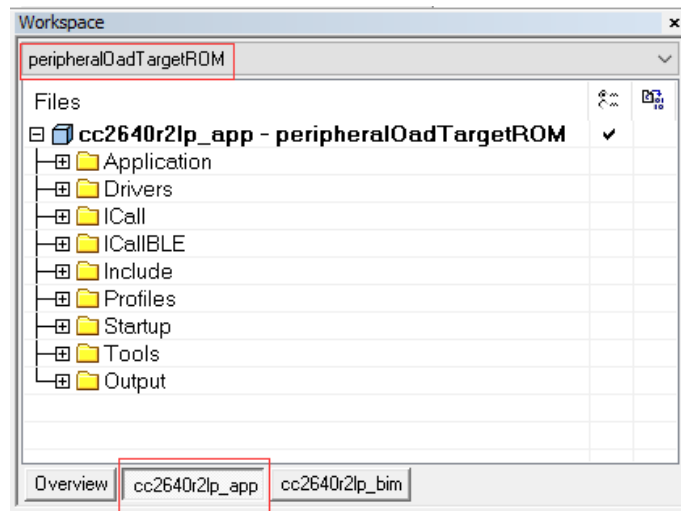 Workspace
peripheralOadTargetROM
Files
cc2640r2lp_app - peripheralOadTargetROM
Application
Drivers
ICall
ICallBLE
Include
Profiles
Startup
Tools
Output
Overview cc2640r2lp_app cc2640r2lp_bim